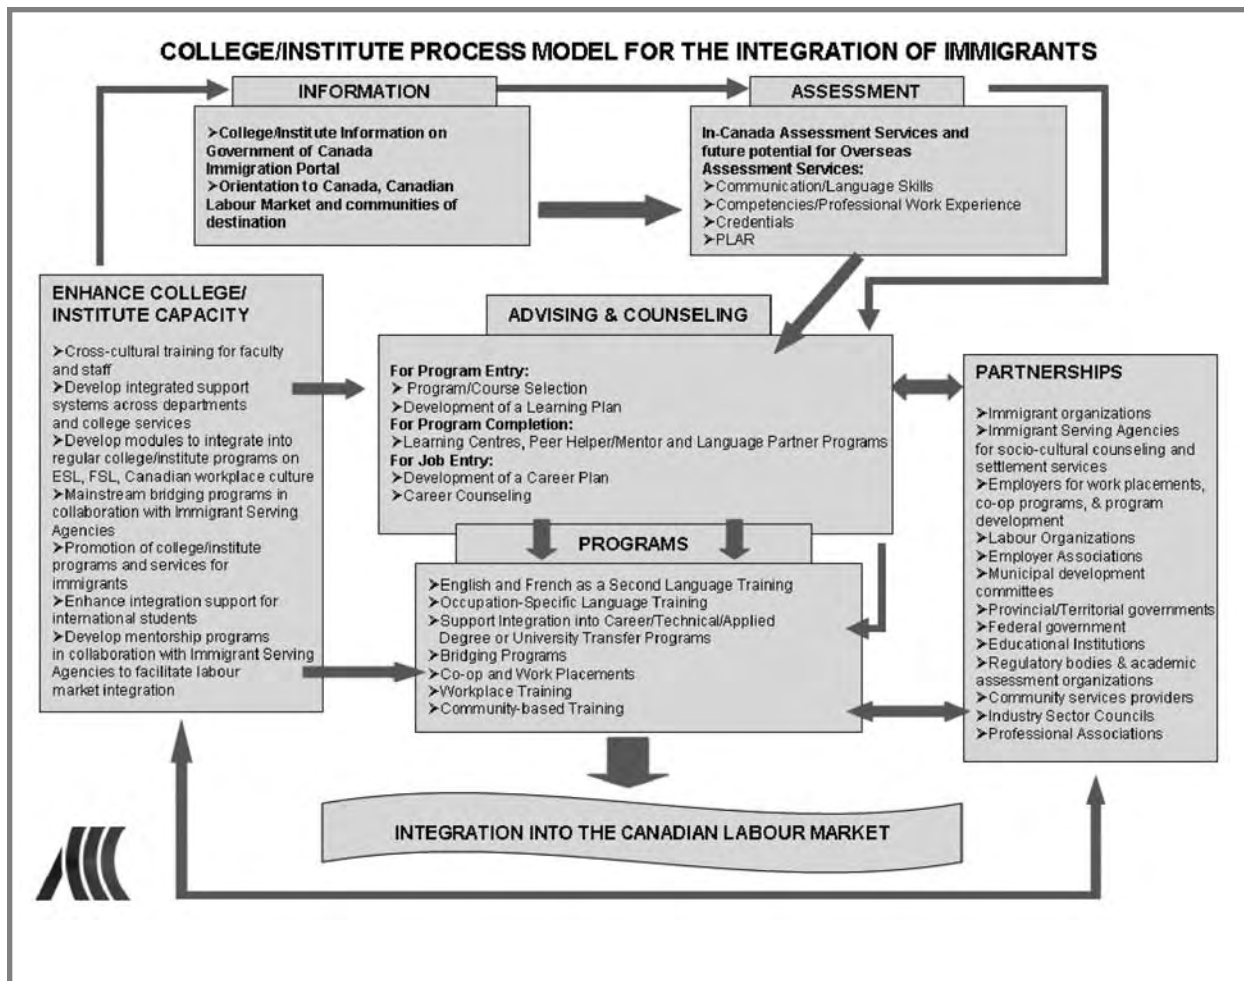 COLLEGE/INSTITUTE PROCESS MODEL FOR THE INTEGRATION OF IMMIGRANTS
INFORMATION
➢College/Institute Information on
Government of Canada
Immigration Portal
➢Orientation to Canada, Canadian
Labour Market and communities of
destination
ASSESSMENT
In-Canada Assessment Services and
future potential for Overseas
Assessment Services:
➢Communication/Language Skills
➢Competencies/Professional Work Experience
➢Credentials
➢PLAR
ENHANCE COLLEGE/
INSTITUTE CAPACITY
➢Cross-cultural training for faculty
and staff
➢Develop integrated support
systems across departments
and college services
➢Develop modules to integrate into
regular college/institute programs on
ESL, FSL, Canadian workplace culture
➢Mainstream bridging programs in
collaboration with Immigrant Serving
Agencies
➢Promotion of college/institute
programs and services for
immigrants
➢Enhance integration support for
international students
➢Develop mentorship programs
in collaboration with Immigrant Serving
Agencies to facilitate labour
market integration
ADVISING & COUNSELING
For Program Entry:
➢ Program/Course Selection
➢Development of a Learning Plan
For Program Completion:
➢Learning Centres, Peer Helper/Mentor and Language Partner Programs
For Job Entry:
➢Development of a Career Plan
➢Career Counseling
PROGRAMS
➢English and French as a Second Language Training
➢Occupation-Specific Language Training
➢Support Integration into Career/Technical/Applied
Degree or University Transfer Programs
➢Bridging Programs
➢Co-op and Work Placements
➢Workplace Training
➢Community-based Training
PARTNERSHIPS
➢Immigrant organizations
➢Immigrant Serving Agencies
for socio-cultural counseling and
settlement services
➢Employers for work placements,
co-op programs, & program
development
➢Labour Organizations
➢Employer Associations
➢Municipal development
committees
➢Provincial/Territorial governments
➢Federal government
➢Educational Institutions
➢Regulatory bodies & academic
assessment organizations
➢Community services providers
➢Industry Sector Councils
➢Professional Associations
INTEGRATION INTO THE CANADIAN LABOUR MARKET